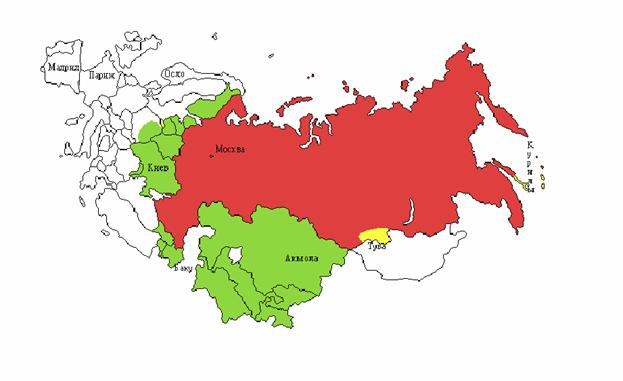 Мадрид
Париж
Осло
Москва
Киев
Курилы
Баку
Акмола
Тува